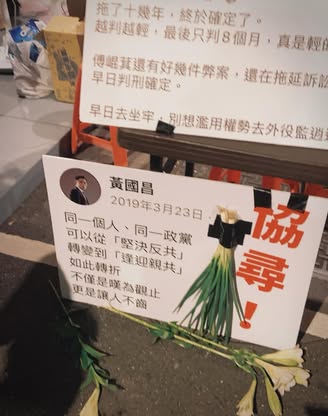 拖了十幾年，終於確定了。
越判越輕，最後只判8個月，真是輕
傅崐萁還有好幾件弊案，還在拖延訴訟
早日判刑確定。
早日去坐牢，別想濫用權勢去外役監逍
黃國昌
2019年3月23日
同一個人、同一政黨
可以從「堅決反共」
轉變到「逢迎親共」
如此轉折
不僅是嘆為觀止
更是讓人不齒
協
尋
！